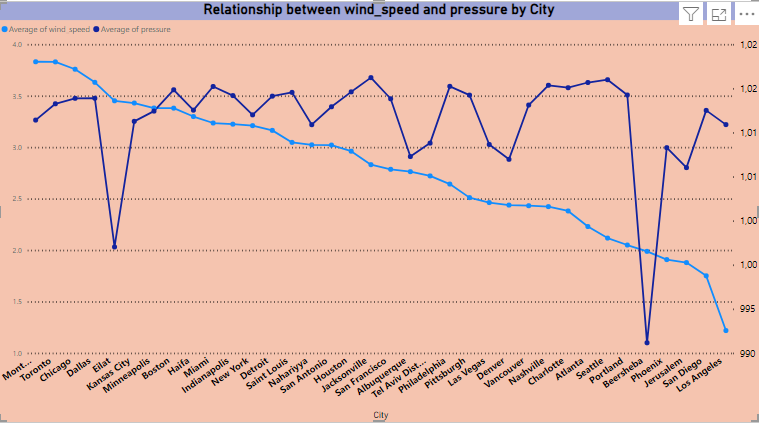 Relationship between wind_speed and pressure by City
Average of wind_speed Average of pressure
4.0
3.5
3.0
2.5
2.0
1.5
1.0
1,02
1,02
1,01
1,01
1,00
1,00
995
990
Mont...
Toronto
Chicago
Dallas
Eilat
Kansas City
Minneapolis
Boston
Haifa
Miami
Indianapolis
New York
Detroit
Saint Louis
Nahariyya
San Antonio
Houston
Jacksonville
San Francisco
Albuquerque
Tel Aviv Dist...
Philadelphia
Pittsburgh
Las Vegas
Denver
Vancouver
Nashville
Charlotte
Atlanta
Seattle
Portland
Beersheba
Phoenix
Jerusalem
San Diego
Los Angeles
City